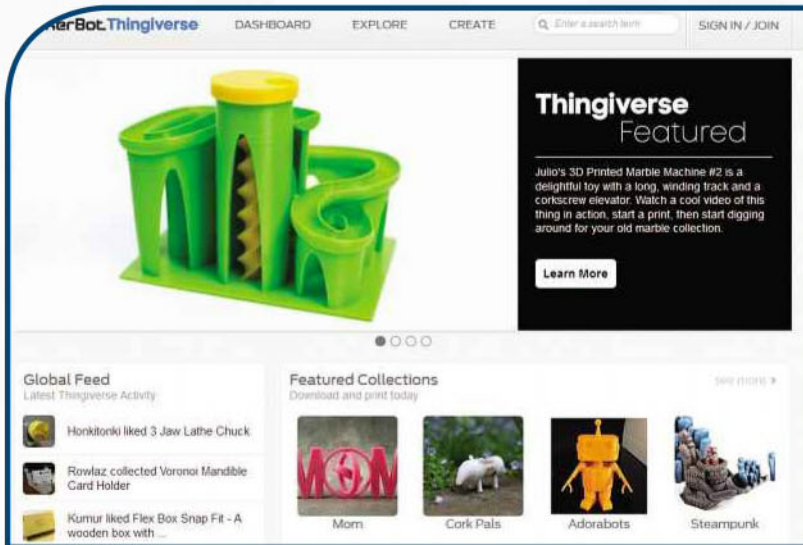 erBot.Thingiverse
DASHBOARD
EXPLORE
CREATE
Enter a search term
SIGN IN / JOIN
Thingiverse
Featured
Julio's 3D Printed Marble Machine #2 is a
delightful toy with a long, winding track and a
corkscrew elevator. Watch a cool video of this
thing in action, start a print, then start digging
around for your old marble collection.
Learn More
Global Feed
Latest Thingiverse Activity
Honkitonki liked 3 Jaw Lathe Chuck
Rowlaz collected Voronoi Mandible
Card Holder
Kumur liked Flex Box Snap Fit - A
wooden box with ...
Featured Collections
Download and print today
see more
MOM
Mom
Cork Pals
Adorabots
Steampunk